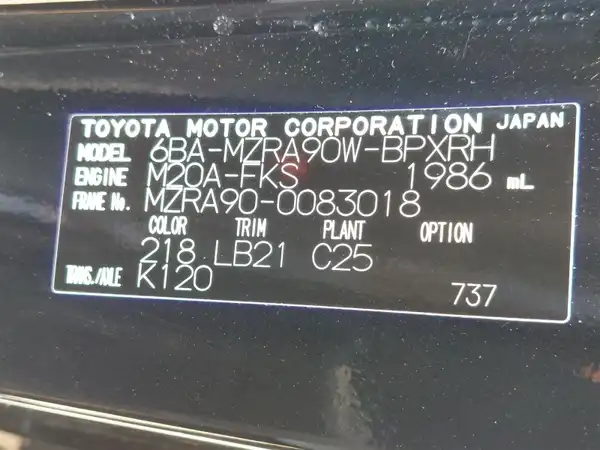 TOYOTA MOTOR CORPORATION JAPAN
MODEL 6BA-MZRA90W-BPXRH
ENGINE M20A-FKS 1986 mL
FRAME No. MZRA90-0083018
COLOR TRIM PLANT OPTION
218 LB21 C25
TRANS./AXLE K120
737